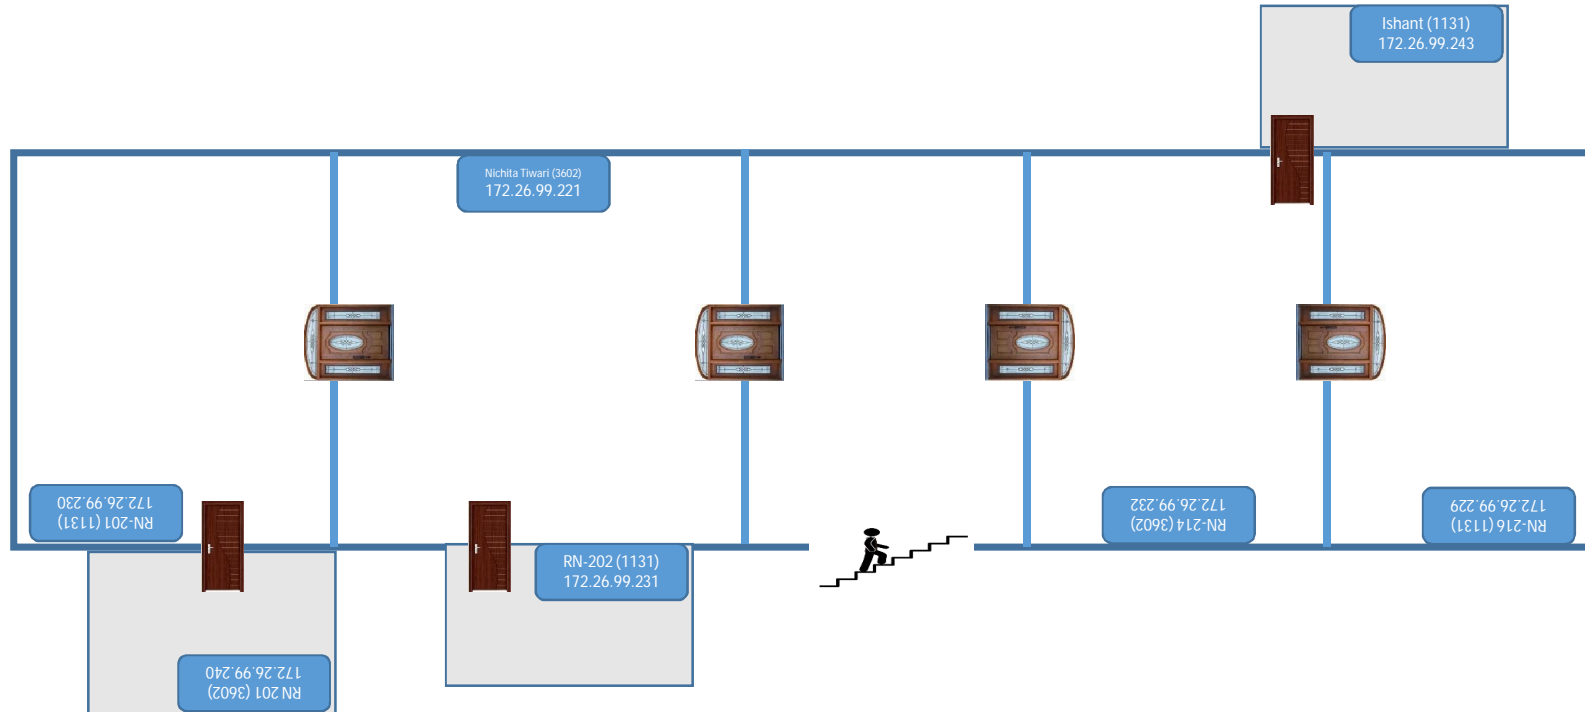 Ishant (1131)
172.26.99.243
Nichita Tiwari (3602)
172.26.99.221
RN-201 (1131)
172.26.99.230
RN-202 (1131)
172.26.99.231
RN-214 (3602)
172.26.99.232
RN-216 (1131)
172.26.99.229
RN 201 (3602)
172.26.99.240